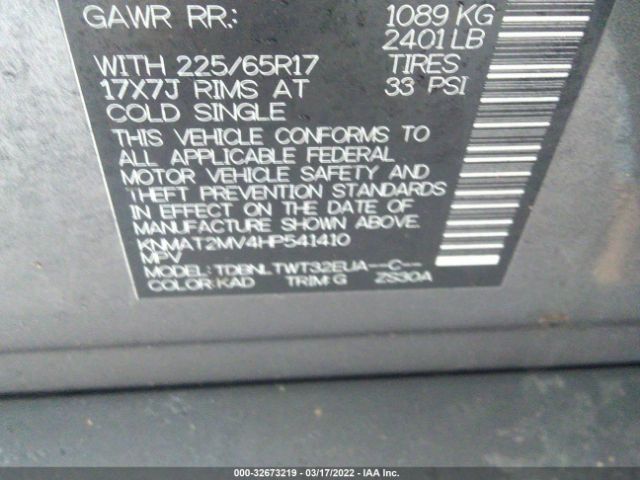 GAWR RR.: 1089 KG
2401 LB
WITH 225/65R17 TIRES
17X7J RIMS AT 33 PSI
COLD SINGLE
THIS VEHICLE CONFORMS TO
ALL APPLICABLE FEDERAL
MOTOR VEHICLE SAFETY AND
THEFT PREVENTION STANDARDS
IN EFFECT ON THE DATE OF
MANUFACTURE SHOWN ABOVE.
KNMAT2MV4HP541410
MPV
MODEL: TDBNLTWT32EUA--C--
COLOR:KAD TRIM:G ZS30A
000-32673219 - 03/17/2022 - IAA Inc.